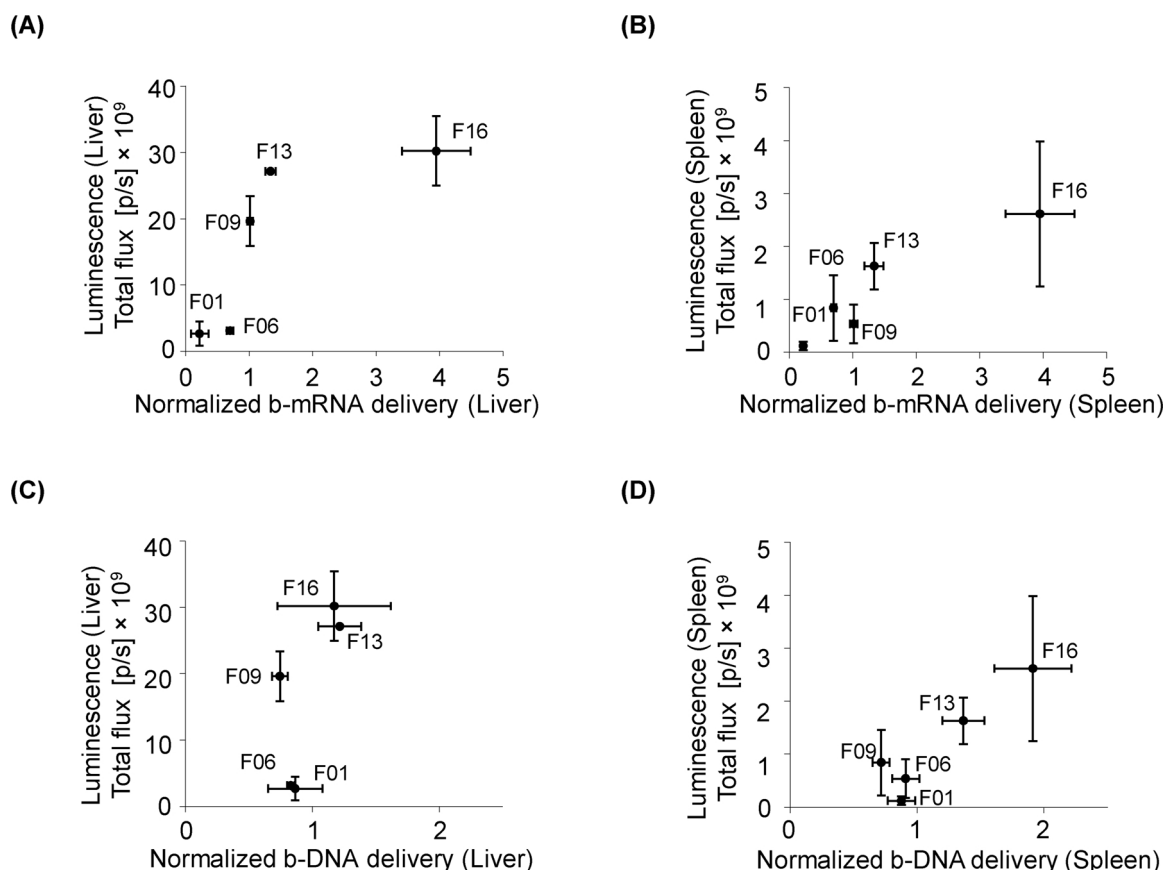 (A)
Luminescence (Liver)
Total flux [p/s] × 10⁹
40
30
20
10
0
F01
F06
F09
F13
F16
0 1 2 3 4 5
Normalized b-mRNA delivery (Liver)
(B)
Luminescence (Spleen)
Total flux [p/s] × 10⁹
5
4
3
2
1
0
F01
F06
F09
F13
F16
0 1 2 3 4 5
Normalized b-mRNA delivery (Spleen)
(C)
Luminescence (Liver)
Total flux [p/s] × 10⁹
40
30
20
10
0
F16
F13
F09
F06
F01
0 1 2
Normalized b-DNA delivery (Liver)
(D)
Luminescence (Spleen)
Total flux [p/s] × 10⁹
5
4
3
2
1
0
F16
F13
F09
F06
F01
0 1 2
Normalized b-DNA delivery (Spleen)